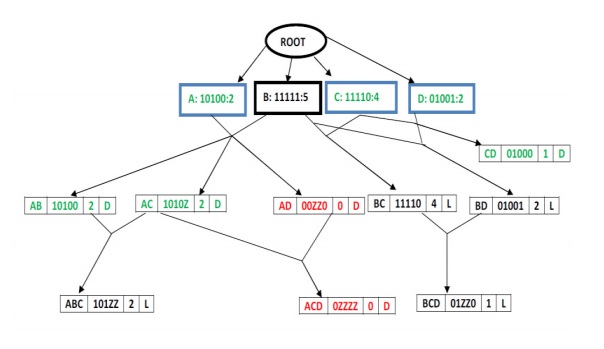 ROOT
A: 10100:2
B: 11111:5
C: 11110:4
D: 01001:2
CD 01000 1 D
AB 10100 2 D
AC 1010Z 2 D
AD 00ZZ0 0 D
BC 11110 4 L
BD 01001 2 L
ABC 101ZZ 2 L
ACD 0ZZZZ 0 D
BCD 01ZZ0 1 L